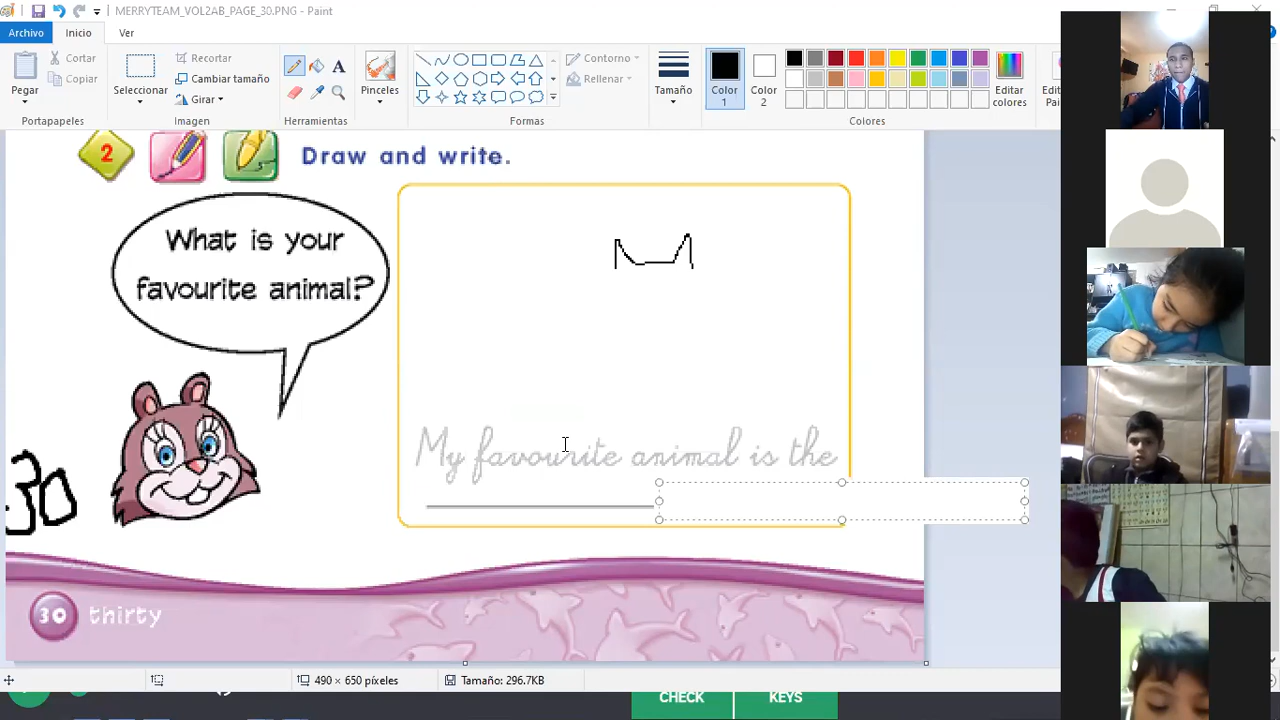 MERRYTEAM_VOL2AB_PAGE_30.PNG - Paint
Archivo Inicio Ver
Pegar
Cortar
Copiar
Portapapeles
Seleccionar
Recortar
Cambiar tamaño
Girar
Imagen
A
Herramientas
Pinceles
Contorno
Rellenar
Formas
Tamaño
Color 1
Color 2
Editar colores
Colores
2 Draw and write.
What is your
favourite animal?
My favourite animal is the
30
30 thirty
490 × 650 píxeles
Tamaño: 296.7KB
CHECK
KEYS